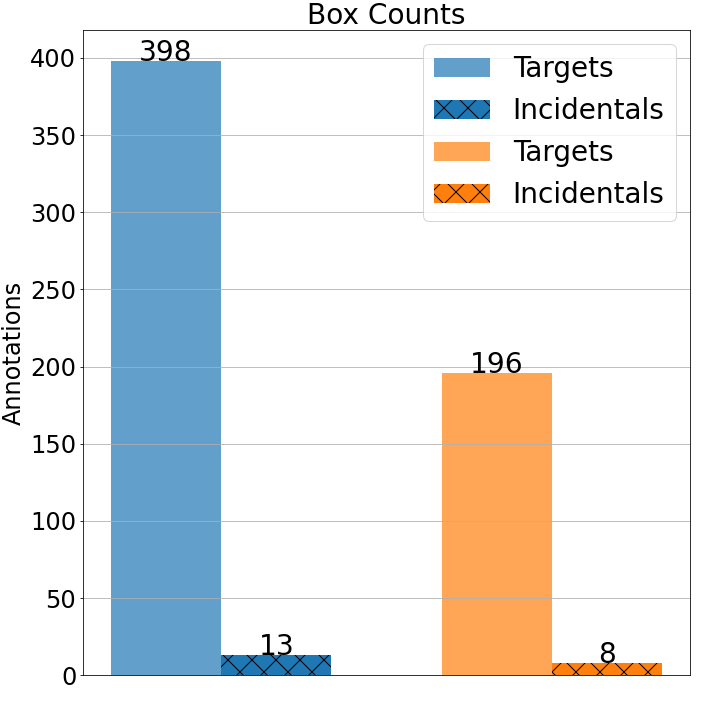 Box Counts
Annotations
400
350
300
250
200
150
100
50
0
398
13
196
8
Targets
Incidentals
Targets
Incidentals